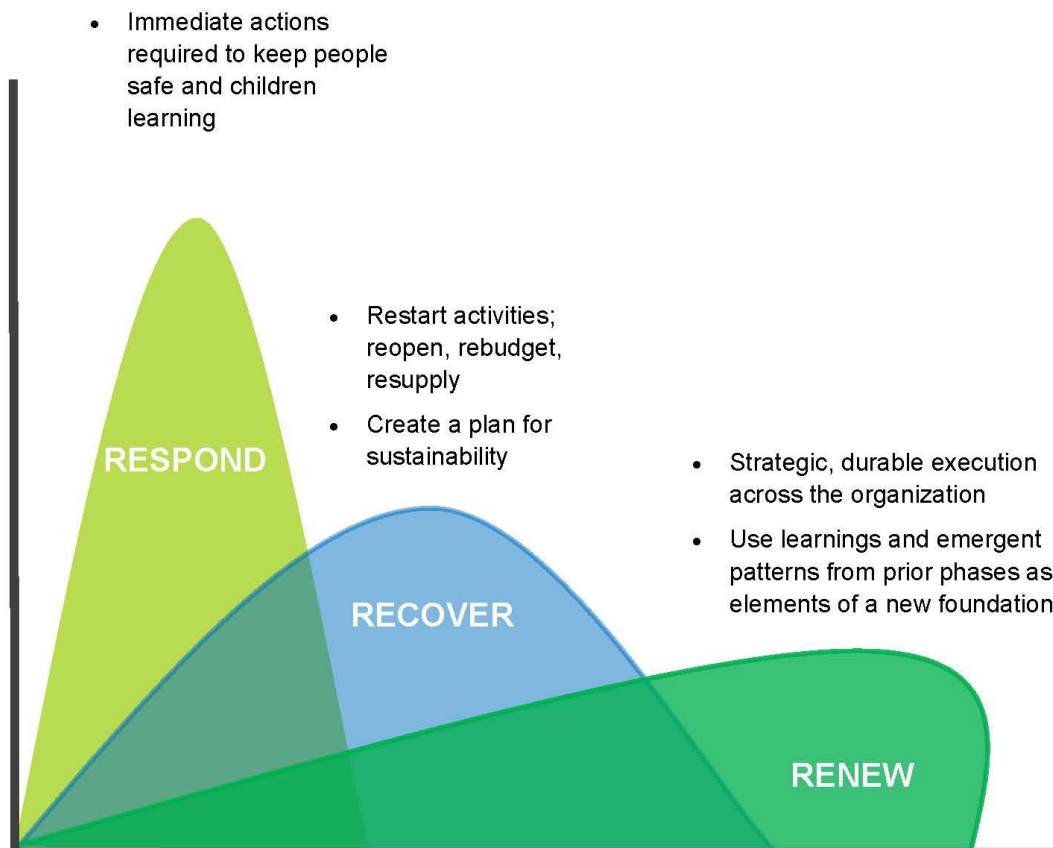 • Immediate actions
required to keep people
safe and children
learning
RESPOND
• Restart activities;
reopen, rebudget,
resupply
• Create a plan for
sustainability
RECOVER
• Strategic, durable execution
across the organization
• Use learnings and emergent
patterns from prior phases as
elements of a new foundation
RENEW